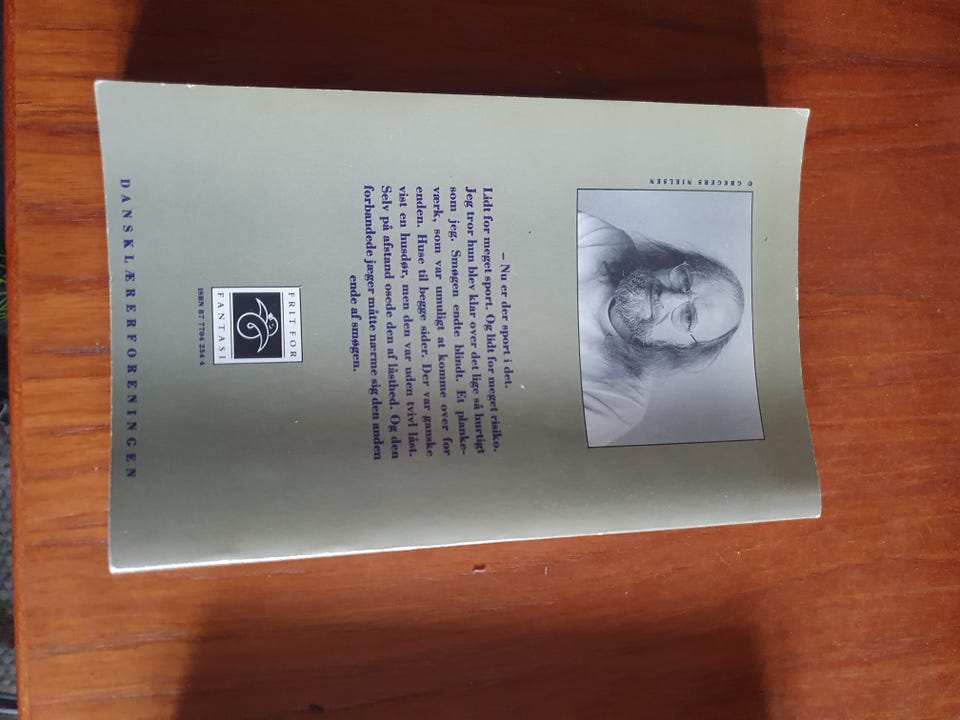 © GREGERS NIELSEN
– Nu er der sport i det.
Lidt for meget sport. Og lidt for meget risiko.
Jeg tror hun blev klar over det lige så hurtigt
som jeg. Smøgen endte blindt. Et planke-
værk, som var umuligt at komme over for
enden. Huse til begge sider. Der var ganske
vist en husdør, men den var uden tvivl låst.
Selv på afstand osede den af låsthed. Og den
forbandede jæger måtte nærme sig den anden
ende af smøgen.
FRIT FOR
FANTASI
ISBN 87 7704 234 4
DANSKLÆRERFORENINGEN